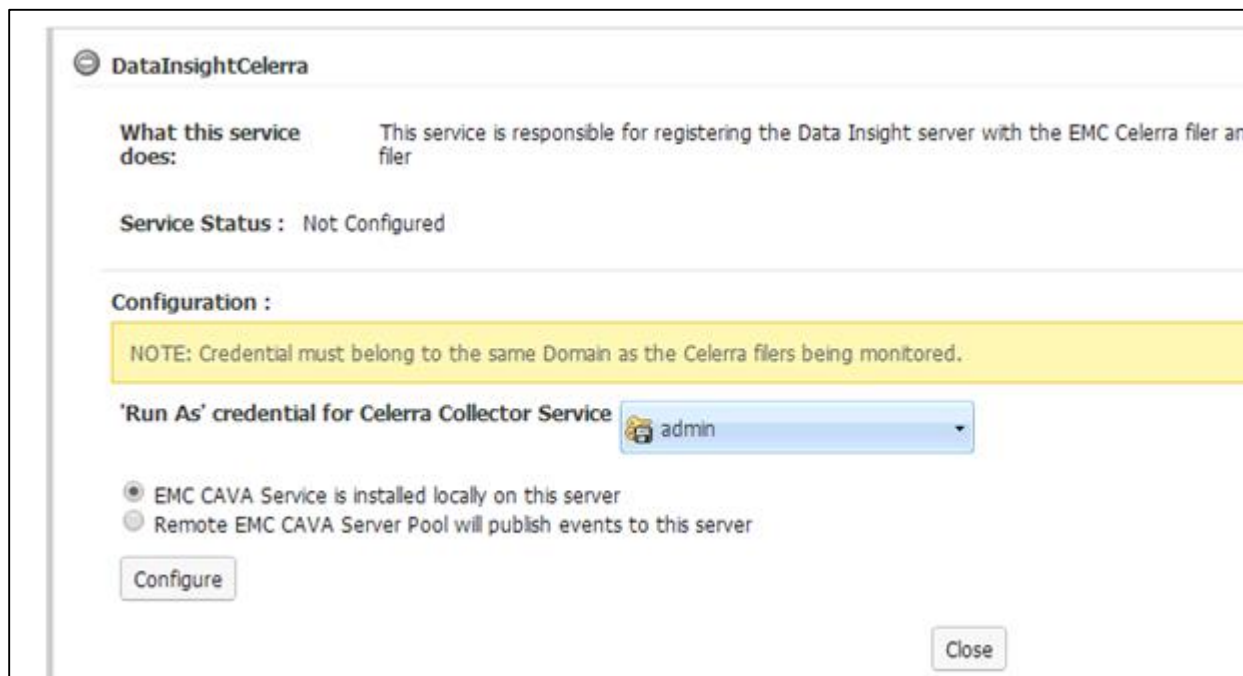 DataInsightCelerra
What this service does:
This service is responsible for registering the Data Insight server with the EMC Celerra filer
filer
Service Status : Not Configured
Configuration :
NOTE: Credential must belong to the same Domain as the Celerra filers being monitored.
'Run As' credential for Celerra Collector Service
admin
EMC CAVA Service is installed locally on this server
Remote EMC CAVA Server Pool will publish events to this server
Configure
Close